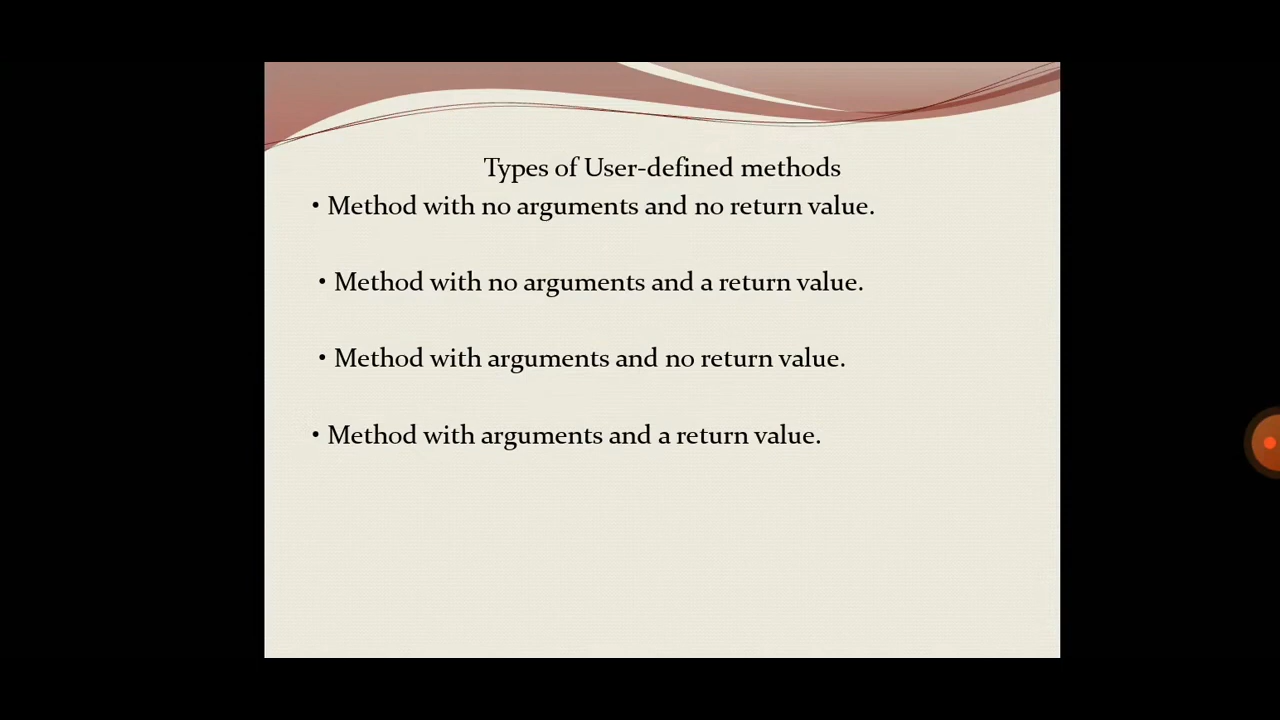 Types of User-defined methods
• Method with no arguments and no return value.
• Method with no arguments and a return value.
• Method with arguments and no return value.
• Method with arguments and a return value.